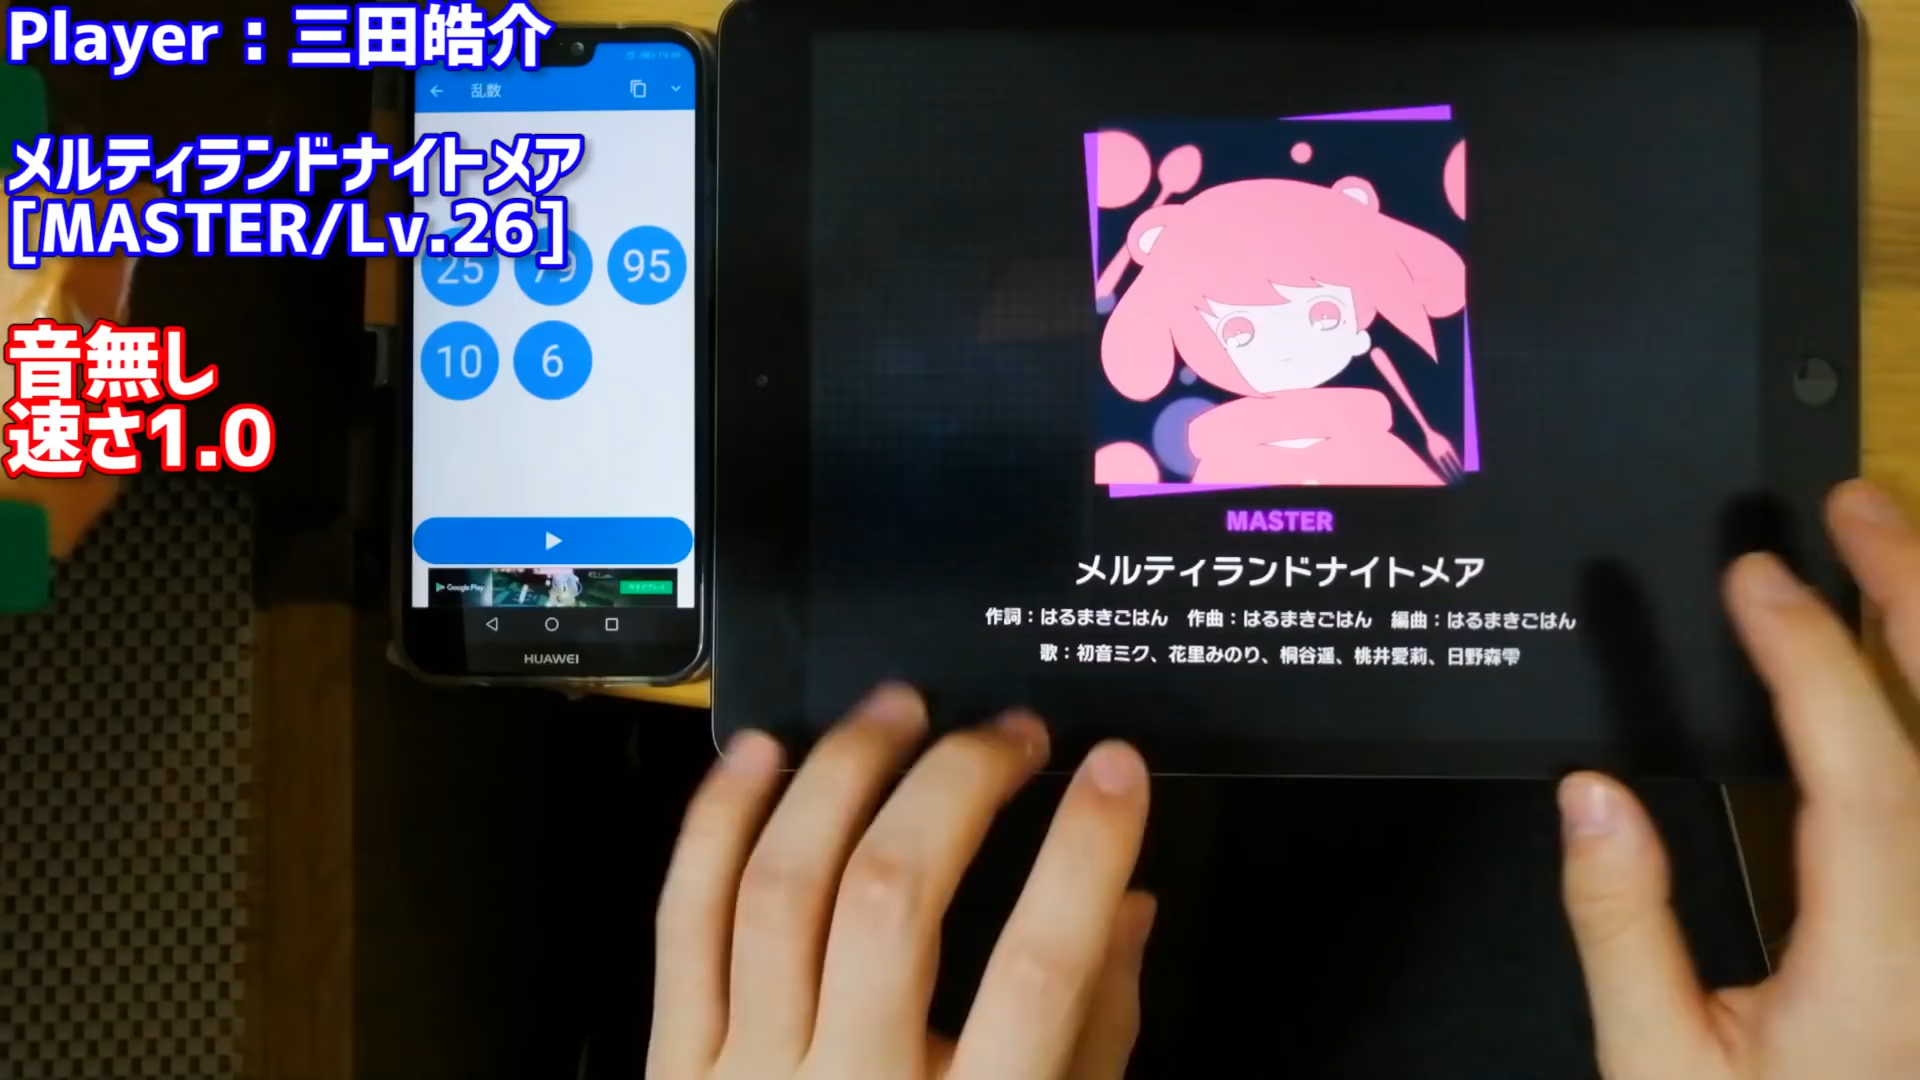 Player：三田皓介
メルティランドナイトメア
[MASTER/Lv.26]
音無し
速さ1.0
乱数
25 79 95
10 6
Google Play
HUAWEI
MASTER
メルティランドナイトメア
作詞：はるまきごはん 作曲：はるまきごはん 編曲：はるまきごはん
歌：初音ミク、花里みのり、桐谷遥、桃井愛莉、日野森雫